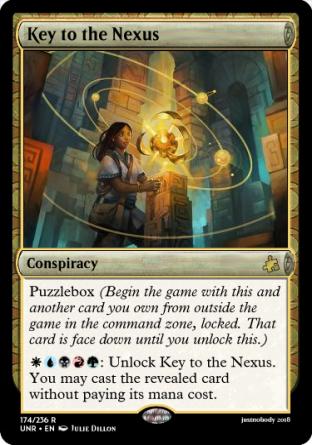 Key to the Nexus
Conspiracy
Puzzlebox (Begin the game with this and
another card you own from outside the
game in the command zone, locked. That
card is face down until you unlock this.)
: Unlock Key to the Nexus.
You may cast the revealed card
without paying its mana cost.
174/236 R
UNR • EN Julie Dillon
justnobody 2018